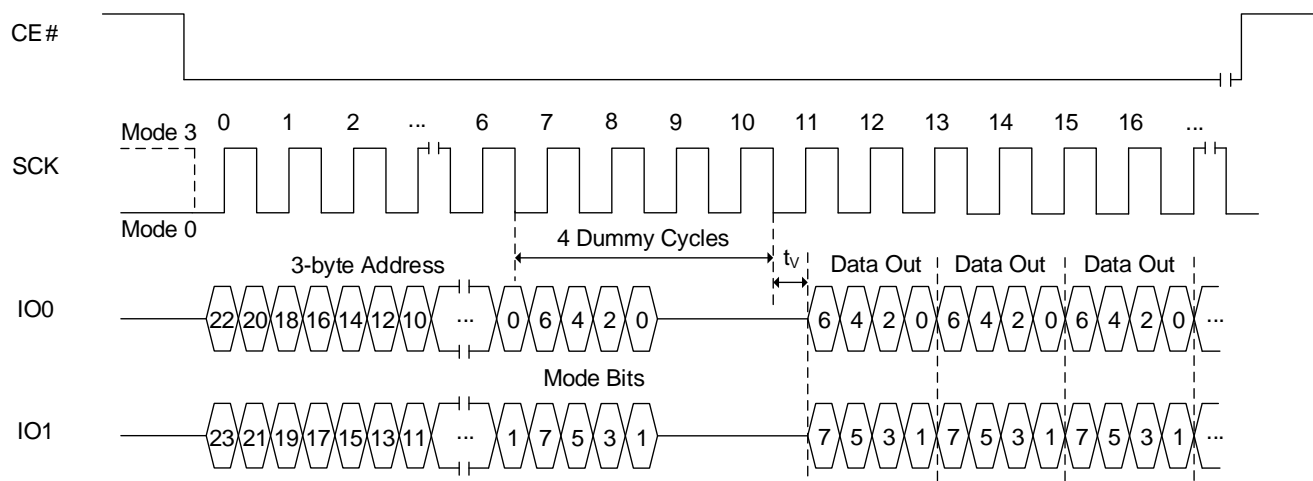 CE#
0 1 2 ... 6 7 8 9 10 11 12 13 14 15 16 ...
Mode 3
SCK
Mode 0
4 Dummy Cycles
3-byte Address
tV Data Out Data Out Data Out
IO0 22 20 18 16 14 12 10 ... 0 6 4 2 0 6 4 2 0 6 4 2 0 6 4 2 0 ...
Mode Bits
IO1 23 21 19 17 15 13 11 ... 1 7 5 3 1 7 5 3 1 7 5 3 1 7 5 3 1 ...